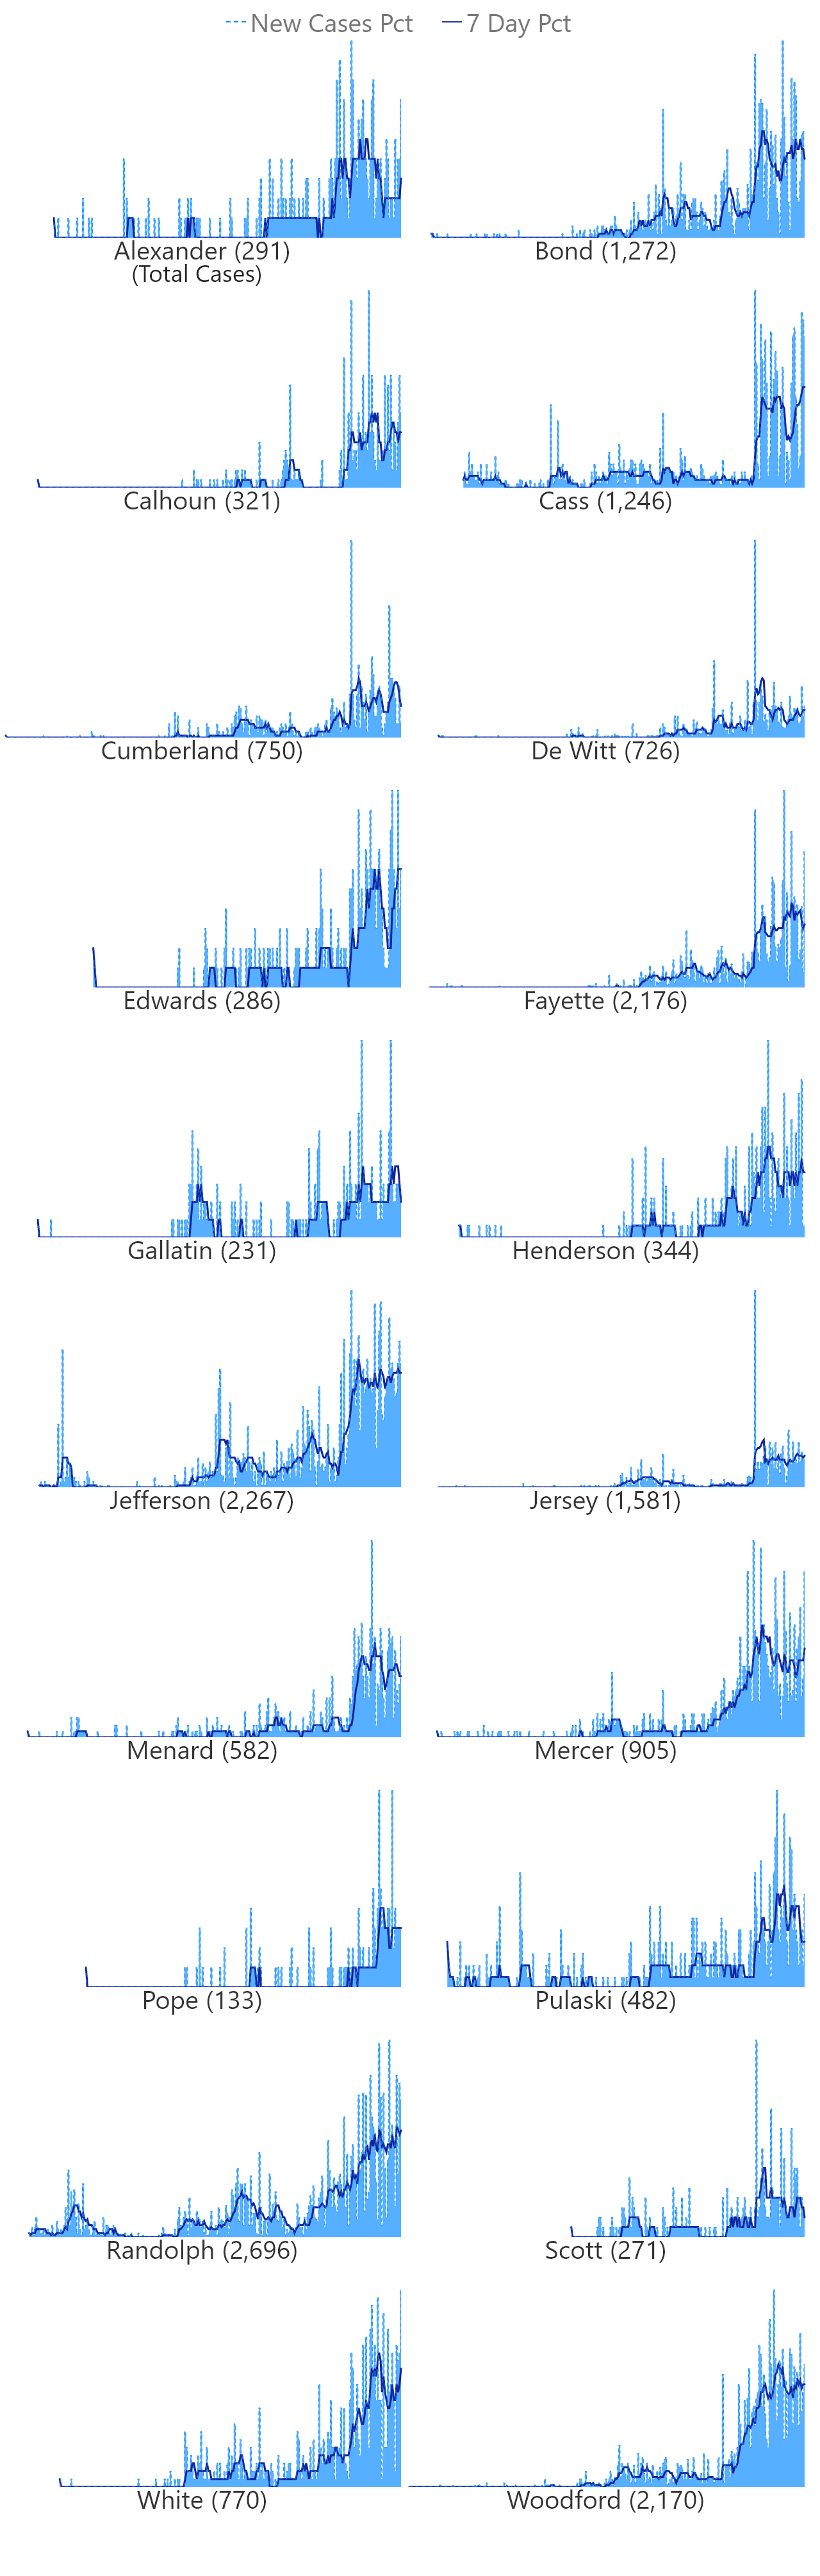 New Cases Pct 7 Day Pct
Alexander (291) Bond (1,272)
(Total Cases)
Calhoun (321) Cass (1,246)
Cumberland (750) De Witt (726)
Edwards (286) Fayette (2,176)
Gallatin (231) Henderson (344)
Jefferson (2,267) Jersey (1,581)
Menard (582) Mercer (905)
Pope (133) Pulaski (482)
Randolph (2,696) Scott (271)
White (770) Woodford (2,170)